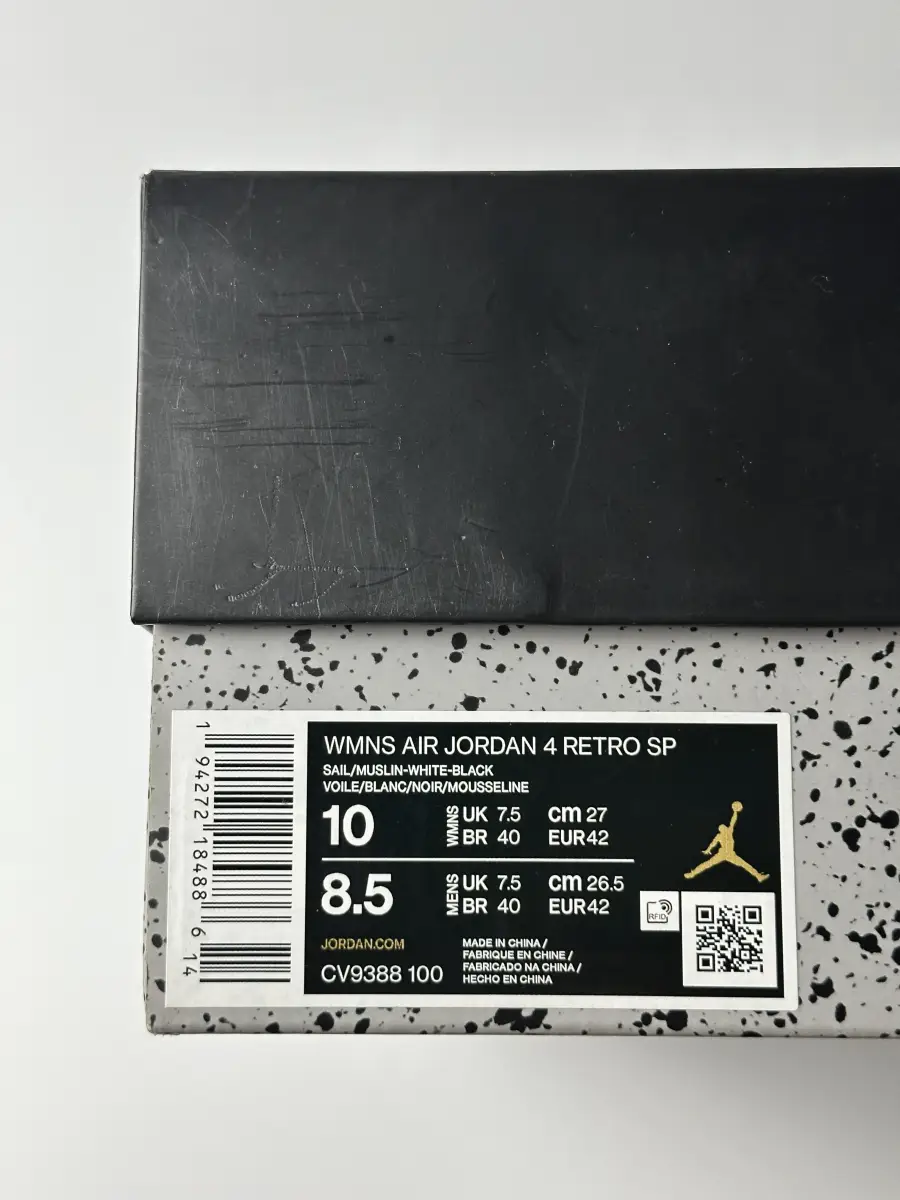 1 94272 18488 6 14
WMNS AIR JORDAN 4 RETRO SP
SAIL/MUSLIN-WHITE-BLACK
VOILE/BLANC/NOIR/MOUSSELINE
10
WMNS
UK 7.5 cm 27
BR 40 EUR42
8.5
MENS
UK 7.5 cm 26.5
BR 40 EUR42
RFID
JORDAN.COM
CV9388 100
MADE IN CHINA /
FABRIQUE EN CHINE /
FABRICADO NA CHINA /
HECHO EN CHINA